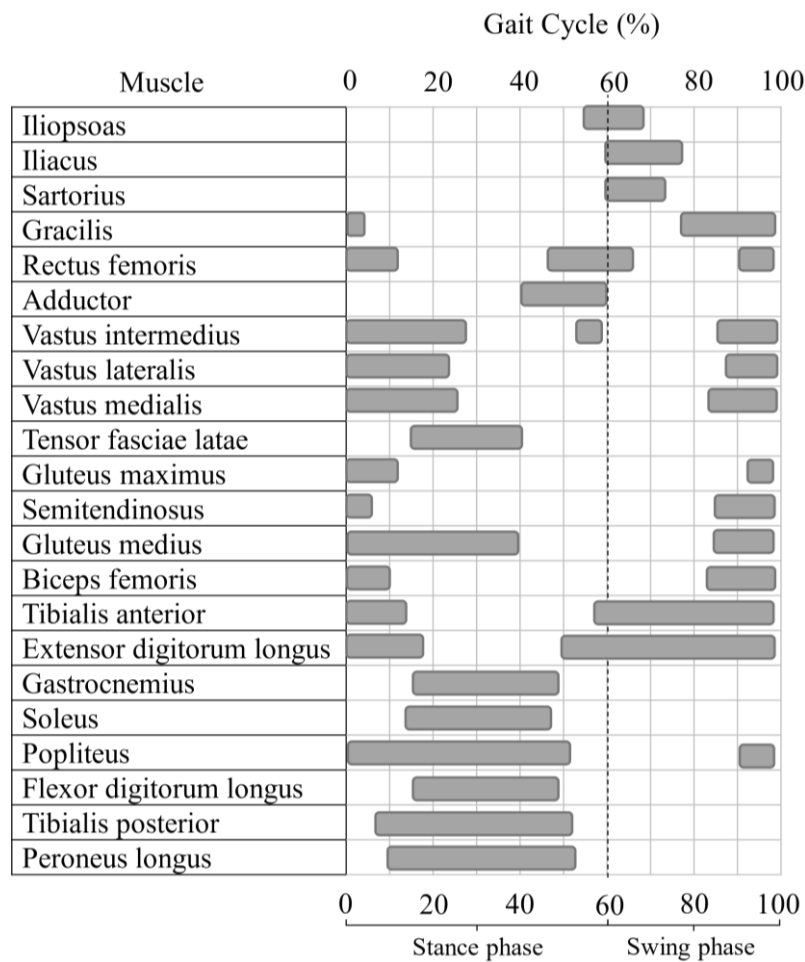 Gait Cycle (%)
Muscle 0 20 40 60 80 100
Iliopsoas
Iliacus
Sartorius
Gracilis
Rectus femoris
Adductor
Vastus intermedius
Vastus lateralis
Vastus medialis
Tensor fasciae latae
Gluteus maximus
Semitendinosus
Gluteus medius
Biceps femoris
Tibialis anterior
Extensor digitorum longus
Gastrocnemius
Soleus
Popliteus
Flexor digitorum longus
Tibialis posterior
Peroneus longus
0 20 40 60 80 100
Stance phase Swing phase